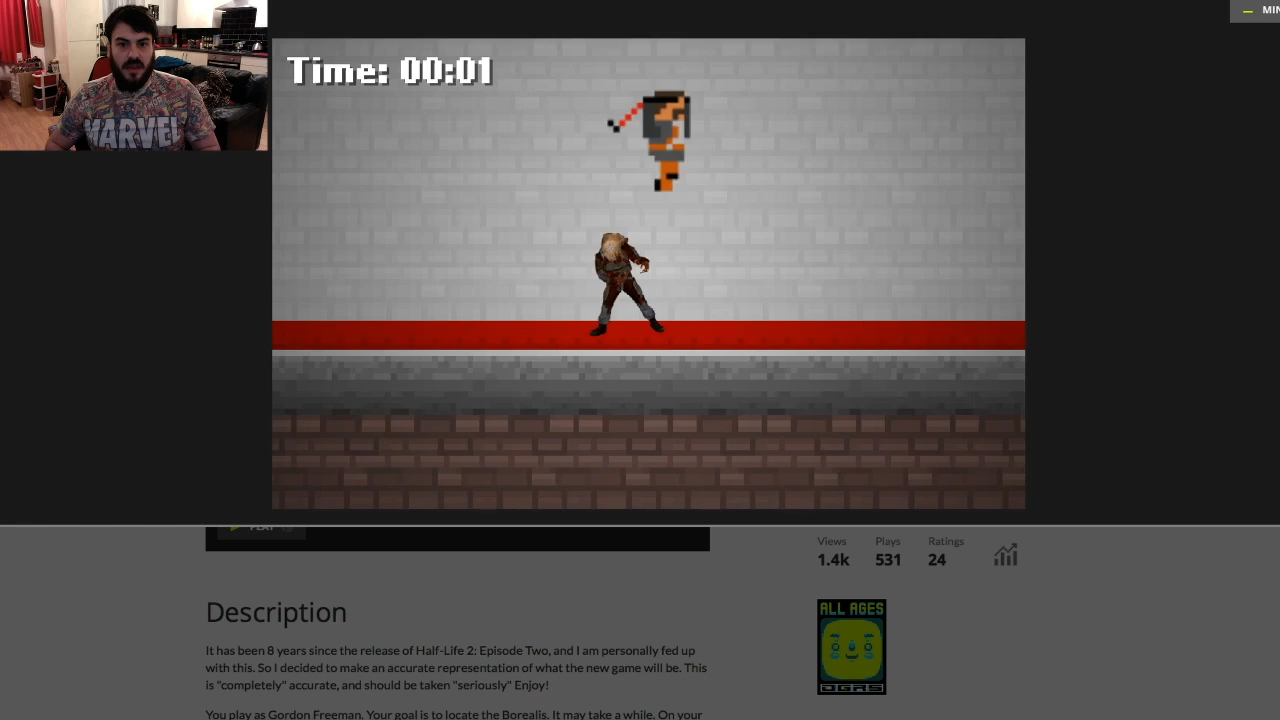 MIN
Time: 00:01
MARVEL
PLAY
Views
Plays
Ratings
1.4k
531
24
Description
It has been 8 years since the release of Half-Life 2: Episode Two, and I am personally fed up
with this. So I decided to make an accurate representation of what the new game will be. This
is "completely" accurate, and should be taken "seriously" Enjoy!
You play as Gordon Freeman. Your goal is to locate the Borealis. It may take a while. On your
ALL AGES
DGRS